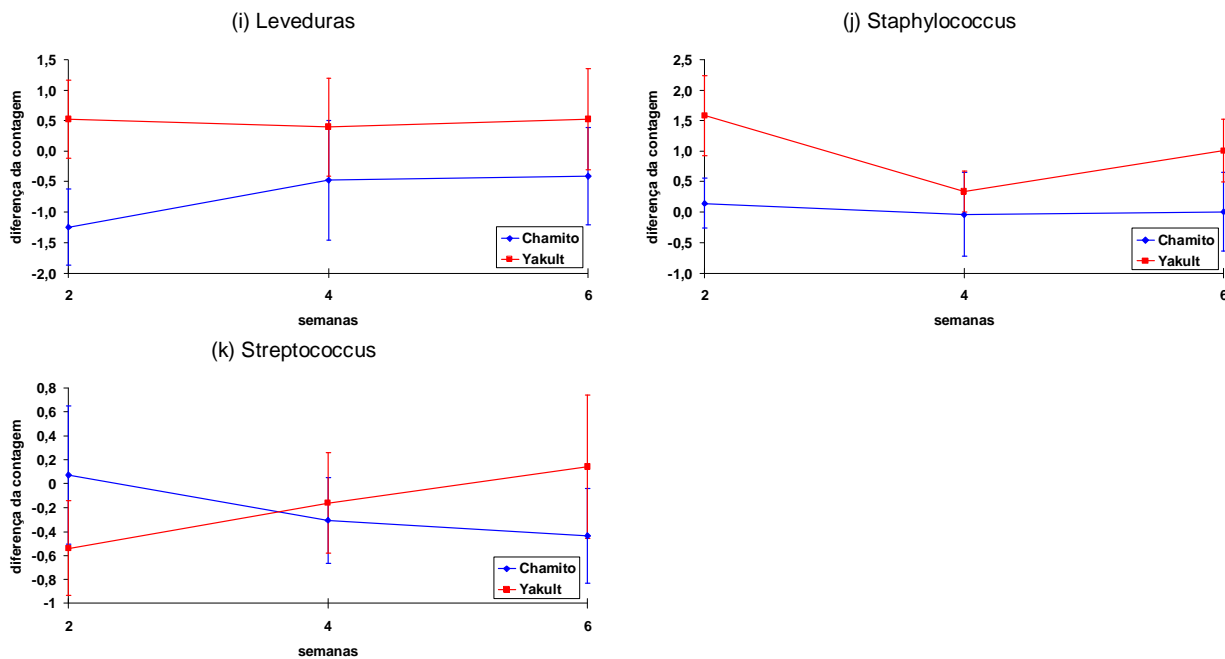 (i) Leveduras
diferença da contagem
1,5
1,0
0,5
0,0
-0,5
-1,0
-1,5
-2,0
2
4
6
semanas
Chamito
Yakult
(j) Staphylococcus
diferença da contagem
2,5
2,0
1,5
1,0
0,5
0,0
-0,5
-1,0
2
4
6
semanas
Chamito
Yakult
(k) Streptococcus
diferença da contagem
0,8
0,6
0,4
0,2
0
-0,2
-0,4
-0,6
-0,8
-1
2
4
6
semanas
Chamito
Yakult